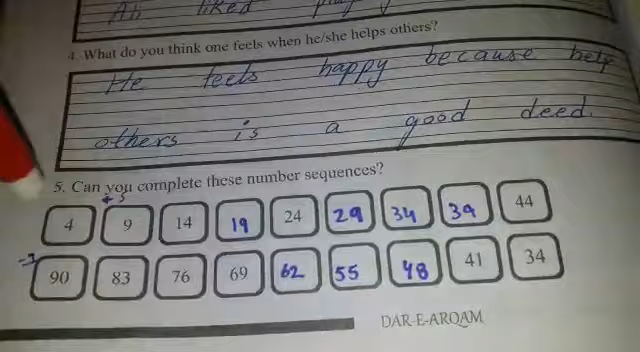 Ali liked
4. What do you think one feels when he/she helps others?
He feels happy because help
others is a good deed.
5. Can you complete these number sequences?
+5
4 9 14 19 24 29 34 39 44
-7
90 83 76 69 62 55 48 41 34
DAR-E-ARQAM